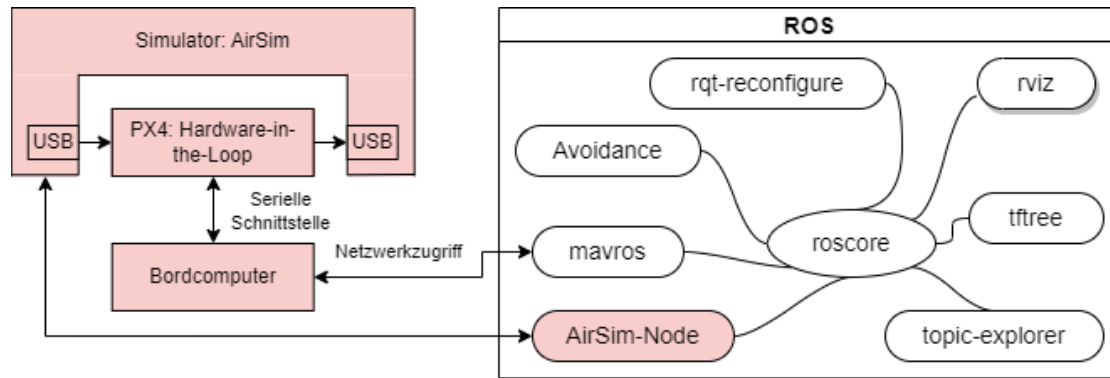 Simulator: AirSim
USB
PX4: Hardware-in-
the-Loop
USB
Serielle
Schnittstelle
Bordcomputer
Netzwerkzugriff
ROS
rqt-reconfigure
rviz
Avoidance
tftree
roscore
mavros
AirSim-Node
topic-explorer